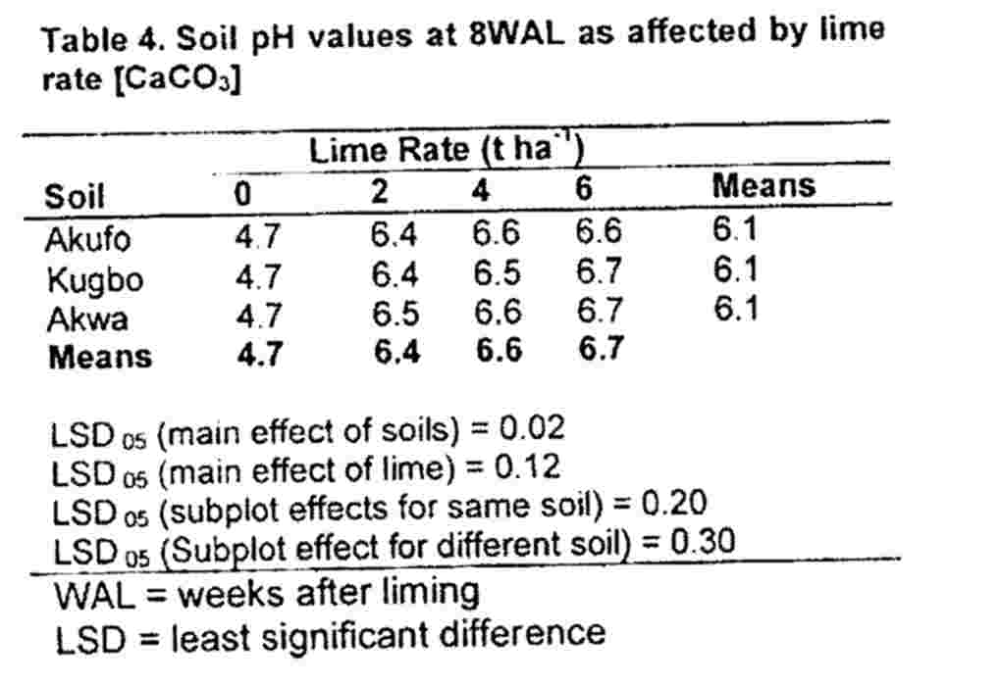 Table 4. Soil pH values at 8WAL as affected by lime
rate [CaCO₃]
Lime Rate (t ha⁻¹)
Soil 0 2 4 6 Means
Akufo 4.7 6.4 6.6 6.6 6.1
Kugbo 4.7 6.4 6.5 6.7 6.1
Akwa 4.7 6.5 6.6 6.7 6.1
Means 4.7 6.4 6.6 6.7
LSD 05 (main effect of soils) = 0.02
LSD 05 (main effect of lime) = 0.12
LSD 05 (subplot effects for same soil) = 0.20
LSD 05 (Subplot effect for different soil) = 0.30
WAL = weeks after liming
LSD = least significant difference